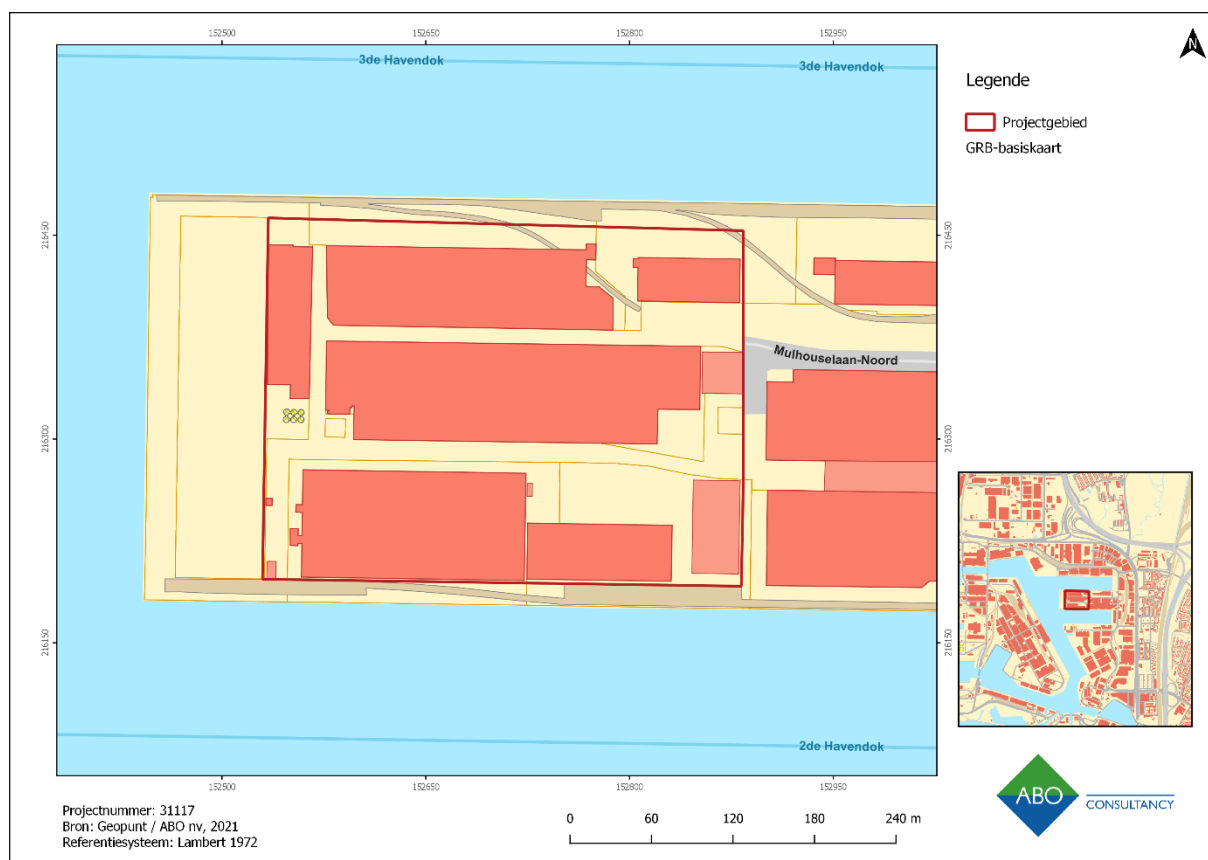 152500
152650
152800
152950
N
3de Havendok
3de Havendok
Legende
Projectgebied
GRB-basiskaart
216450
216450
Mulhouselaan-Noord
216300
216300
216150
216150
2de Havendok
152500
152650
152800
152950
Projectnummer: 31117
Bron: Geopunt / ABO nv, 2021
Referentiesysteem: Lambert 1972
0 60 120 180 240 m
ABO CONSULTANCY